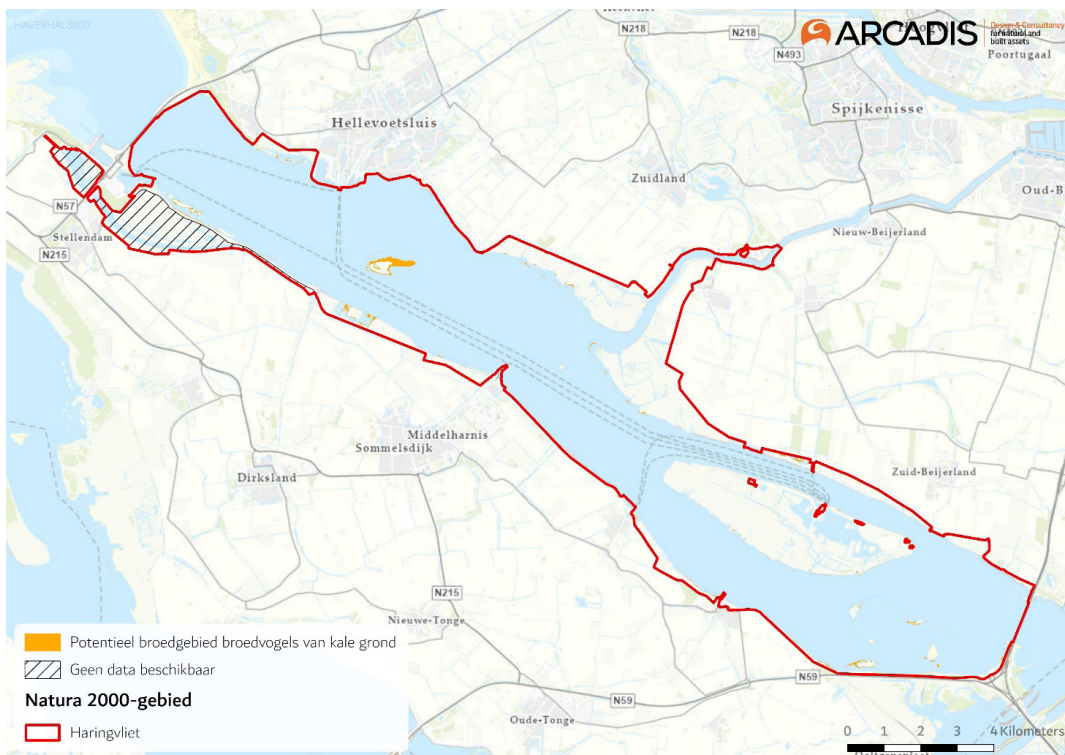 HAVERHAL8809
N218
N218
N493
ARCADIS
Design & Consultancy
for natural and
built assets
Poortugaal
Hellevoetsluis
Spijkenisse
Zuidland
Oud-B
N57
Nieuw-Beijerland
Stellendam
N215
Middelharnis
Sommelsdijk
Dirksland
Zuid-Beijerland
N215
Nieuwe-Tonge
Potentieel broedgebied broedvogels van kale grond
Geen data beschikbaar
Natura 2000-gebied
Haringvliet
N59
N59
Oude-Tonge
0 1 2 3 4 Kilometers